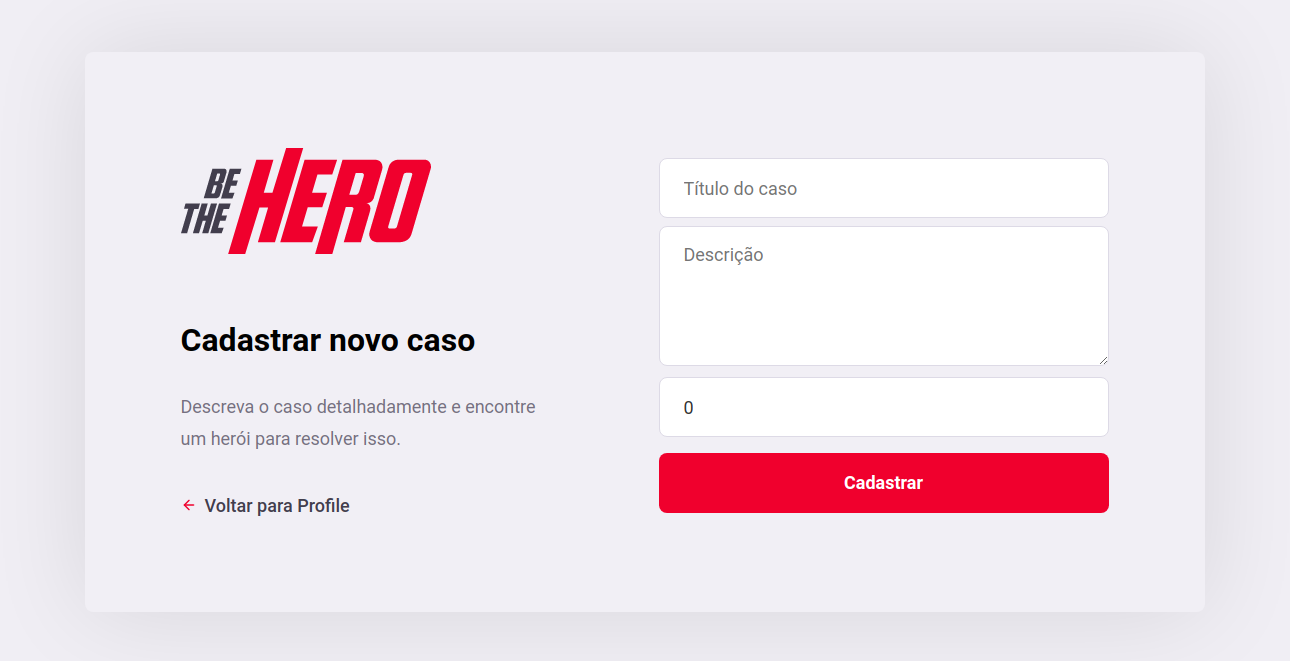 BE
THE
HERO
Cadastrar novo caso
Descreva o caso detalhadamente e encontre
um herói para resolver isso.
Voltar para Profile
Título do caso
Descrição
0
Cadastrar